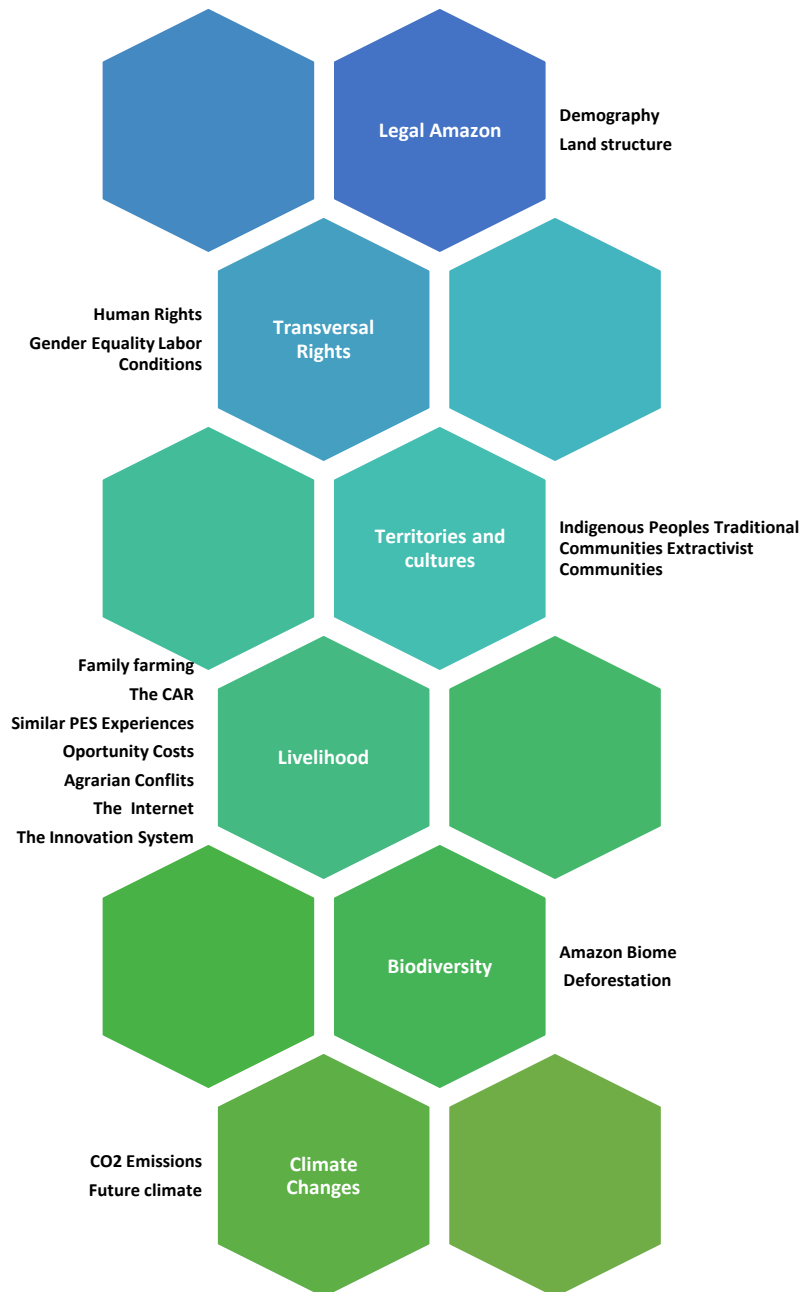 Legal Amazon
Demography
Land structure
Human Rights
Gender Equality Labor
Conditions
Transversal
Rights
Territories and
cultures
Indigenous Peoples Traditional
Communities Extractivist
Communities
Family farming
The CAR
Similar PES Experiences
Oportunity Costs
Agrarian Conflits
The  Internet
The Innovation System
Livelihood
Biodiversity
Amazon Biome
Deforestation
CO2 Emissions
Future climate
Climate
Changes